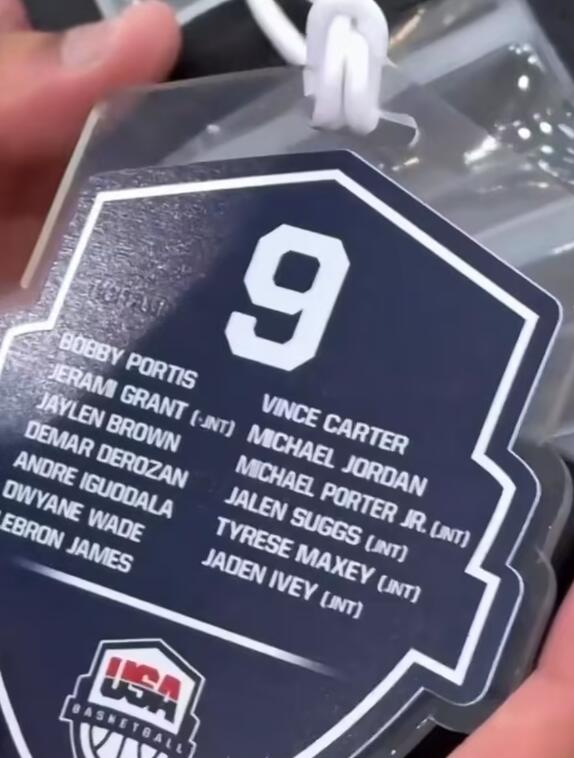 9
BOBBY PORTIS
JERAMI GRANT (JNT)
JAYLEN BROWN
DEMAR DEROZAN
ANDRE IGUODALA
DWYANE WADE
LEBRON JAMES
VINCE CARTER
MICHAEL JORDAN
MICHAEL PORTER JR. (JNT)
JALEN SUGGS (JNT)
TYRESE MAXEY (JNT)
JADEN IVEY (JNT)
USA
BASKETBALL